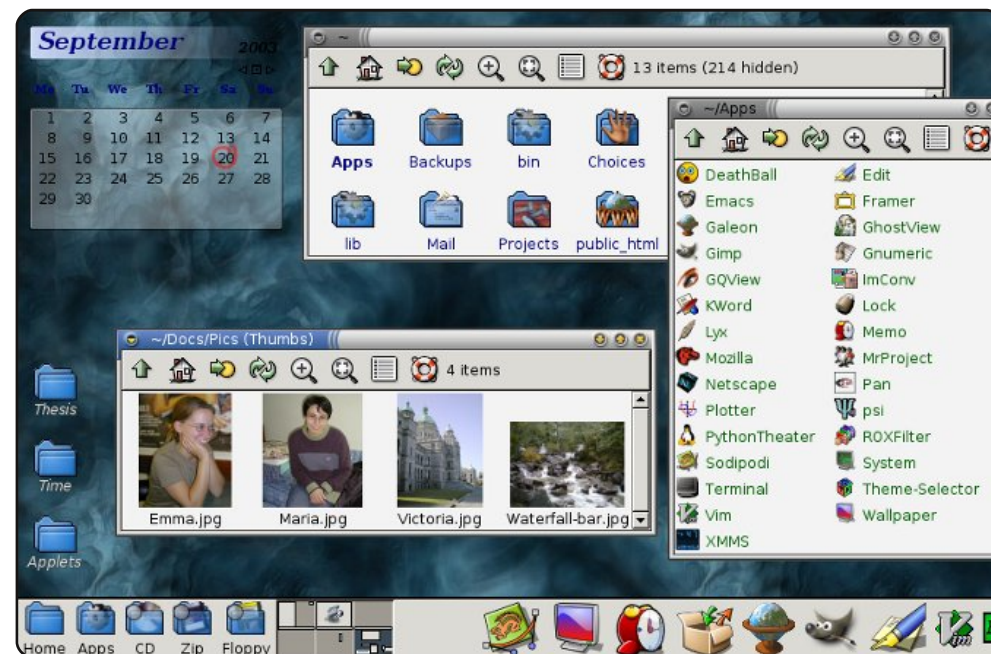 September
2003
Mo Tu We Th Fr Sa Su
1 2 3 4 5 6 7
8 9 10 11 12 13 14
15 16 17 18 19 20 21
22 23 24 25 26 27 28
29 30
~
13 items (214 hidden)
Apps Backups bin Choices
lib Mail Projects public_html
~/Apps
DeathBall Edit
Emacs Framer
Galeon GhostView
Gimp Gnumeric
GQView ImConv
KWord Lock
Lyx Memo
Mozilla MrProject
Netscape Pan
Plotter psi
PythonTheater ROXFilter
Sodipodi System
Terminal Theme-Selector
Vim Wallpaper
XMMS
~/Docs/Pics (Thumbs)
4 items
Emma.jpg Maria.jpg Victoria.jpg Waterfall-bar.jpg
Thesis
Time
Applets
Home Apps CD Zip Floppy
Vim